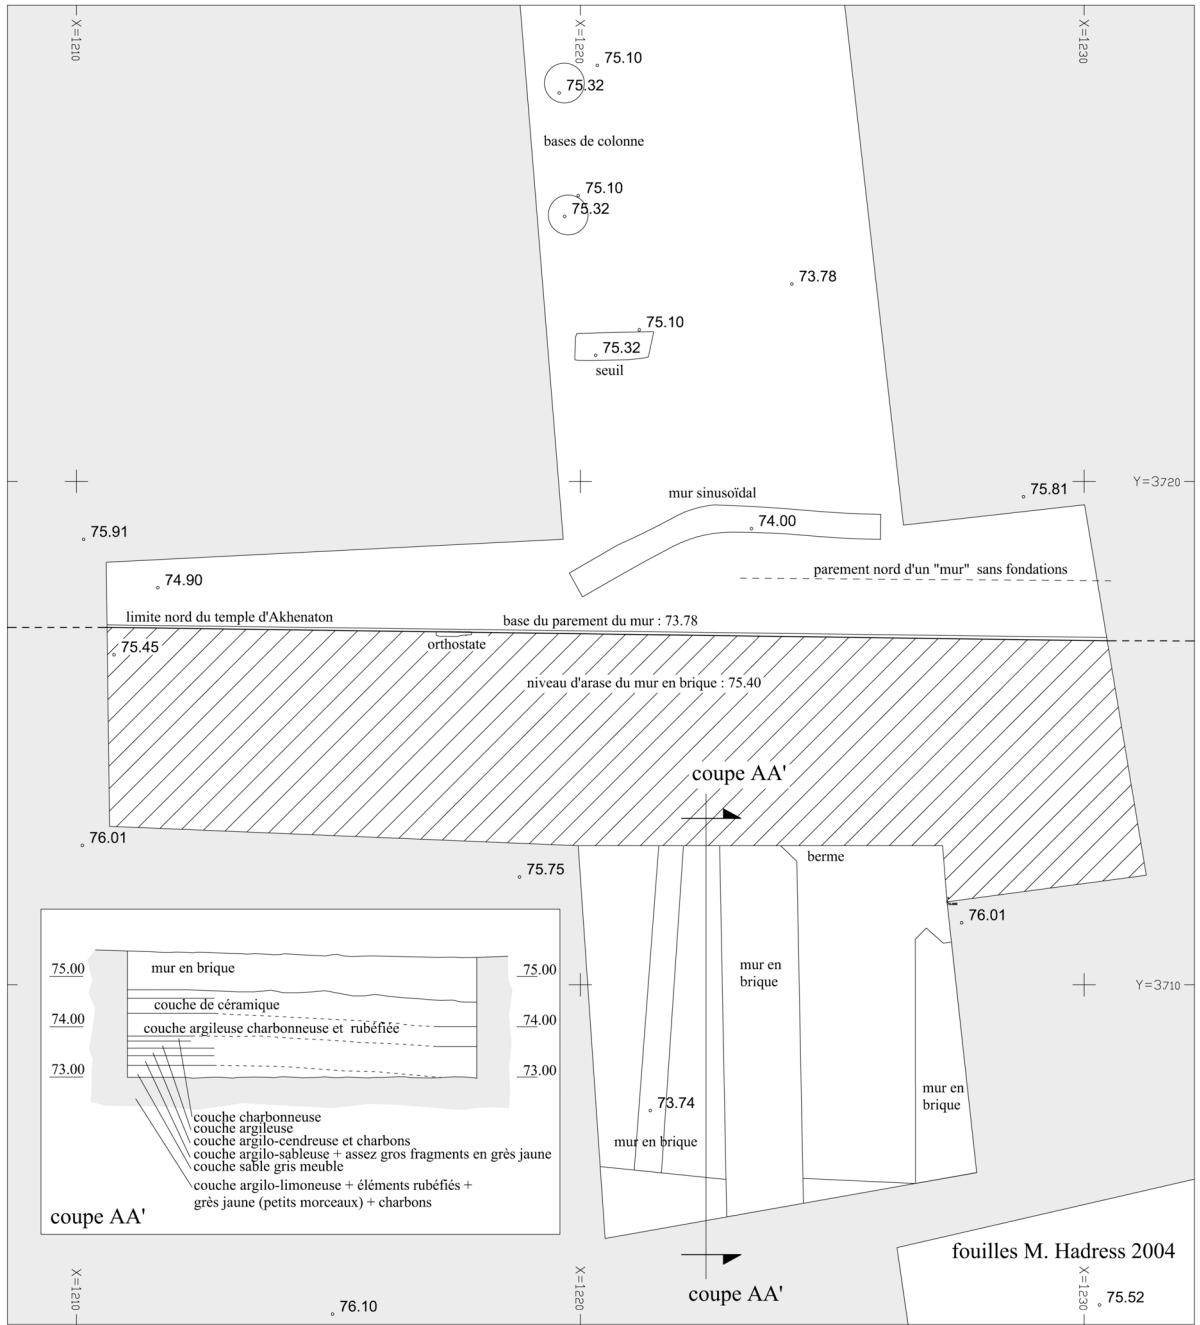 X=1210
X=1220
X=1230
75.10
75.32
bases de colonne
75.10
75.32
73.78
75.10
75.32
seuil
Y=3720
75.81
mur sinusoïdal
74.00
75.91
74.90
parement nord d'un "mur" sans fondations
limite nord du temple d'Akhenaton
base du parement du mur : 73.78
75.45
orthostate
niveau d'arase du mur en brique : 75.40
coupe AA'
76.01
berme
75.75
76.01
75.00
mur en brique
75.00
couche de céramique
74.00
74.00
couche argileuse charbonneuse et rubéfiée
73.00
73.00
couche charbonneuse
couche argileuse
couche argilo-cendreuse et charbons
couche argilo-sableuse + assez gros fragments en grès jaune
couche sable gris meuble
couche argilo-limoneuse + éléments rubéfiés +
grès jaune (petits morceaux) + charbons
coupe AA'
mur en
brique
Y=3710
mur en
brique
73.74
mur en brique
fouilles M. Hadress 2004
coupe AA'
X=1210
76.10
X=1220
X=1230
75.52